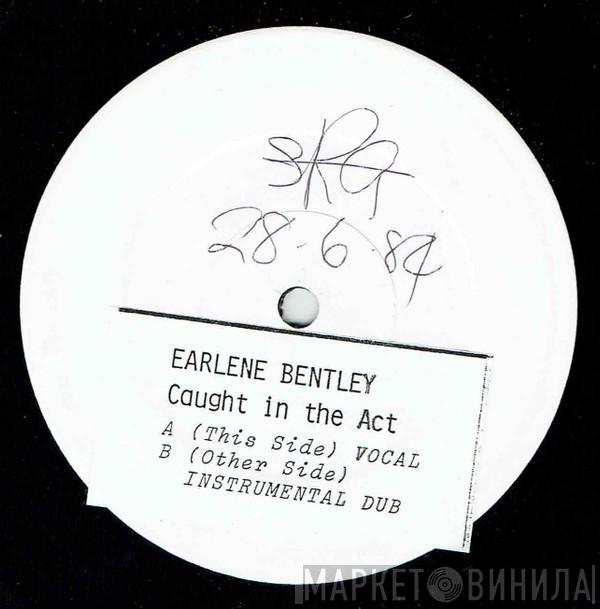 SRG
28-6.84
EARLENE BENTLEY
Caught in the Act
A (This Side) VOCAL
B (Other Side)
INSTRUMENTAL DUB
МАРКЕТ ВИНИЛА